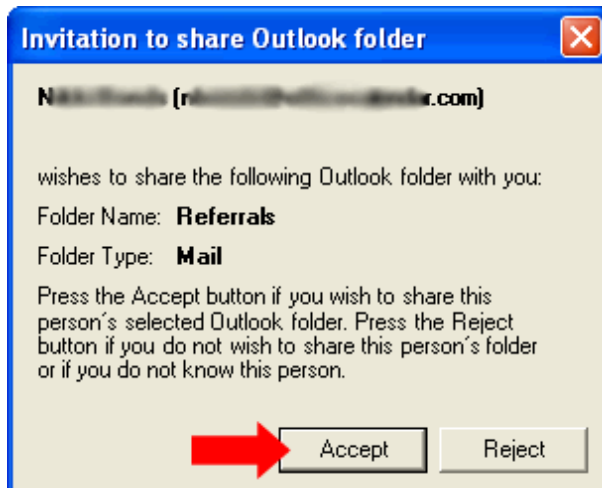 Invitation to share Outlook folder
wishes to share the following Outlook folder with you:
Folder Name: Referrals
Folder Type: Mail
Press the Accept button if you wish to share this
person´s selected Outlook folder. Press the Reject
button if you do not wish to share this person´s folder
or if you do not know this person.
Accept Reject